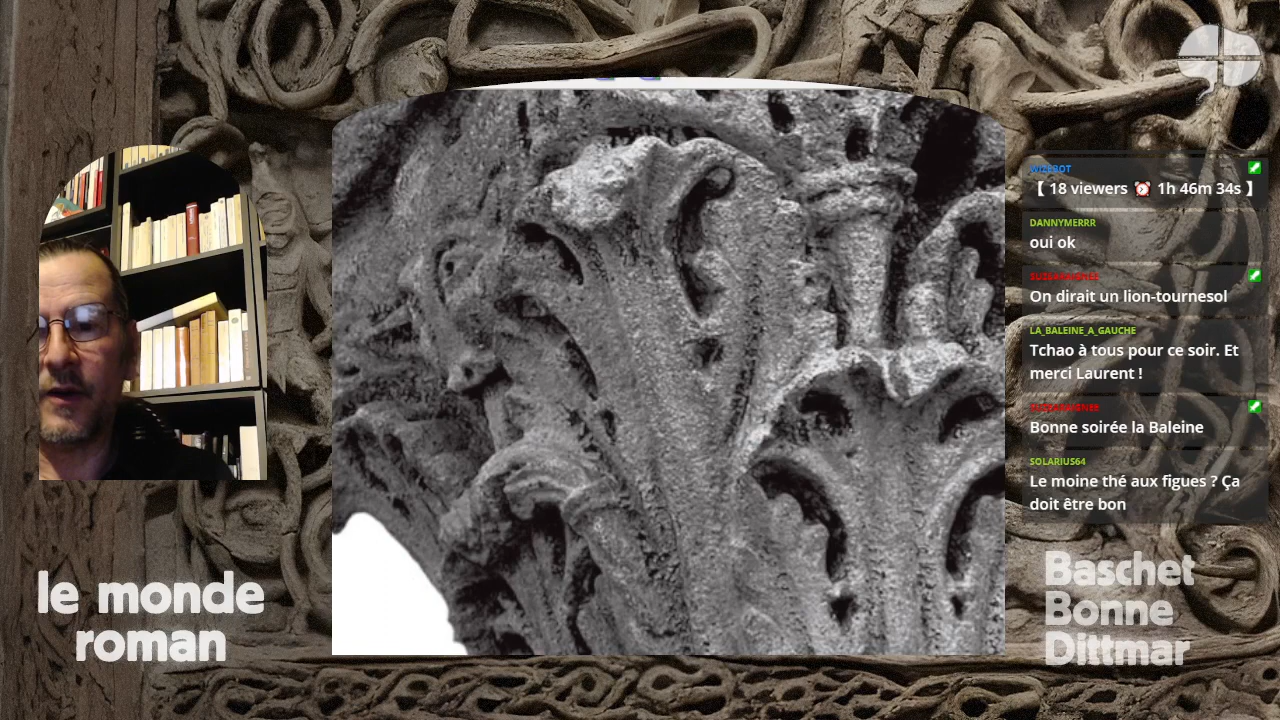 【 18 viewers ⏰ 1h 46m 34s 】
DANNYMERRR
oui ok
On dirait un lion-tournesol
LA_BALEINE_A_GAUCHE
Tchao à tous pour ce soir. Et
merci Laurent !
Bonne soirée la Baleine
SOLARIUS64
Le moine thé aux figues ? Ça
doit être bon
le monde
roman
Baschet
Bonne
Dittmar